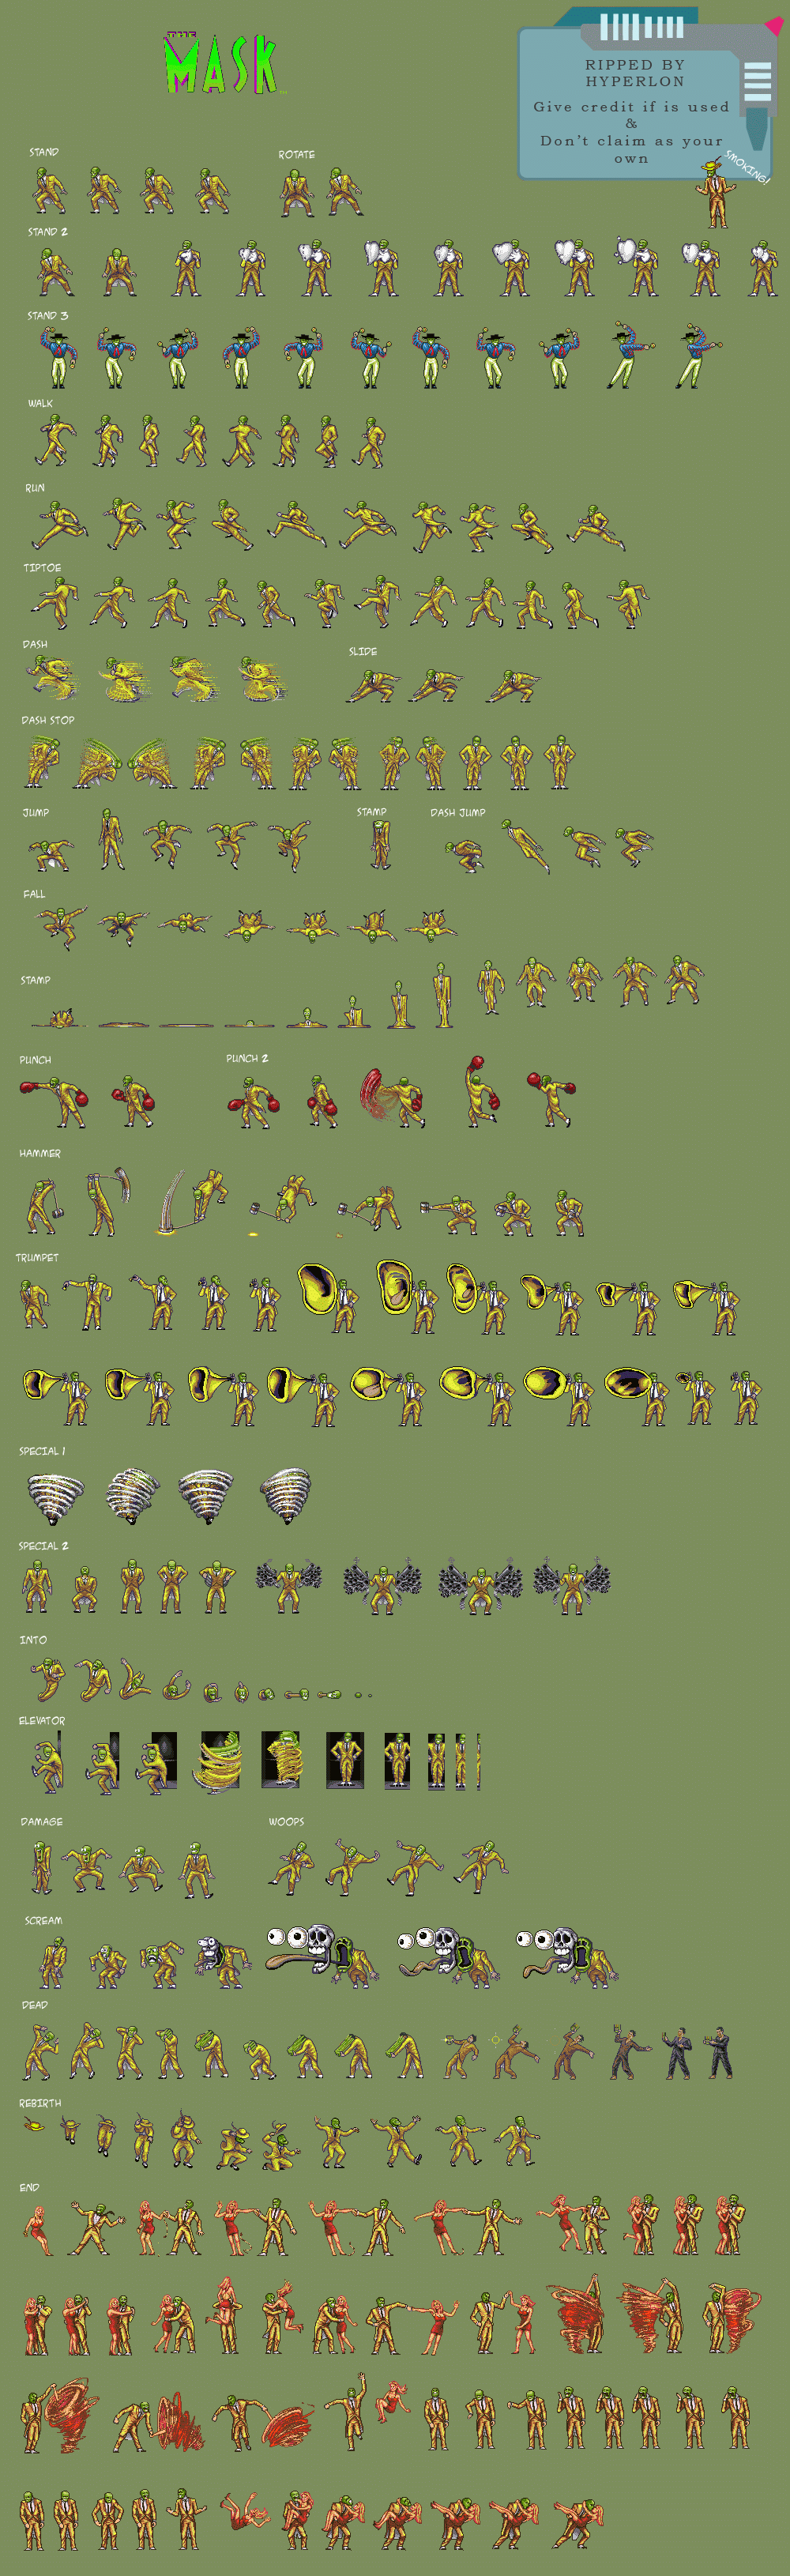 THE
MASK
RIPPED BY
HYPERLON
Give credit if is used
&
Don't claim as your
own
SMOKING!
STAND
ROTATE
STAND 2
STAND 3
WALK
RUN
TIPTOE
DASH
SLIDE
DASH STOP
JUMP
STAMP
DASH JUMP
FALL
STAMP
PUNCH
PUNCH 2
HAMMER
TRUMPET
SPECIAL 1
SPECIAL 2
INTO
ELEVATOR
DAMAGE
WOOPS
SCREAM
DEAD
REBIRTH
END